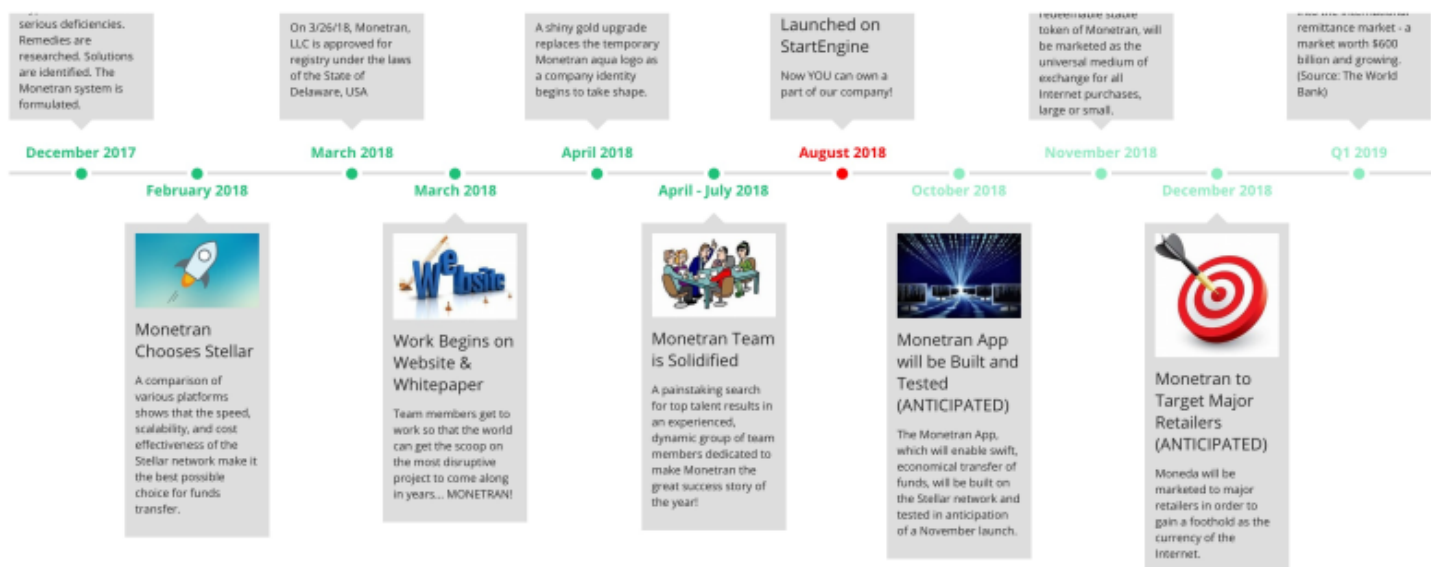 serious deficiencies.
Remedies are
researched. Solutions
are identified. The
Monetran system is
formulated.
On 3/26/18, Monetran,
LLC is approved for
registry under the laws
of the State of
Delaware, USA
A shiny gold upgrade
replaces the temporary
Monetran aqua logo as
a company identity
begins to take shape.
Launched on
StartEngine
Now YOU can own a
part of our company!
redeemable stable
token of Monetran, will
be marketed as the
universal medium of
exchange for all
Internet purchases,
large or small.
into the international
remittance market - a
market worth $600
billion and growing.
(Source: The World
Bank)
December 2017
March 2018
April 2018
August 2018
November 2018
Q1 2019
February 2018
March 2018
April - July 2018
October 2018
December 2018
Monetran
Chooses Stellar
A comparison of
various platforms
shows that the speed,
scalability, and cost
effectiveness of the
Stellar network make it
the best possible
choice for funds
transfer.
Website
Work Begins on
Website &
Whitepaper
Team members get to
work so that the world
can get the scoop on
the most disruptive
project to come along
in years... MONETRAN!
Monetran Team
is Solidified
A painstaking search
for top talent results in
an experienced,
dynamic group of team
members dedicated to
make Monetran the
great success story of
the year!
Monetran App
will be Built and
Tested
(ANTICIPATED)
The Monetran App,
which will enable swift,
economical transfer of
funds, will be built on
the Stellar network and
tested in anticipation
of a November launch.
Monetran to
Target Major
Retailers
(ANTICIPATED)
Moneda will be
marketed to major
retailers in order to
gain a foothold as the
currency of the
Internet.